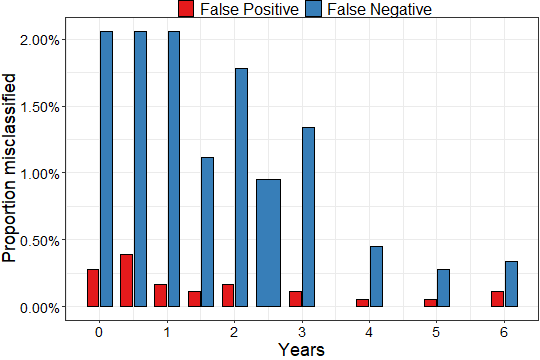 False Positive False Negative
Proportion misclassified
2.00%
1.50%
1.00%
0.50%
0.00%
0 1 2 3 4 5 6
Years